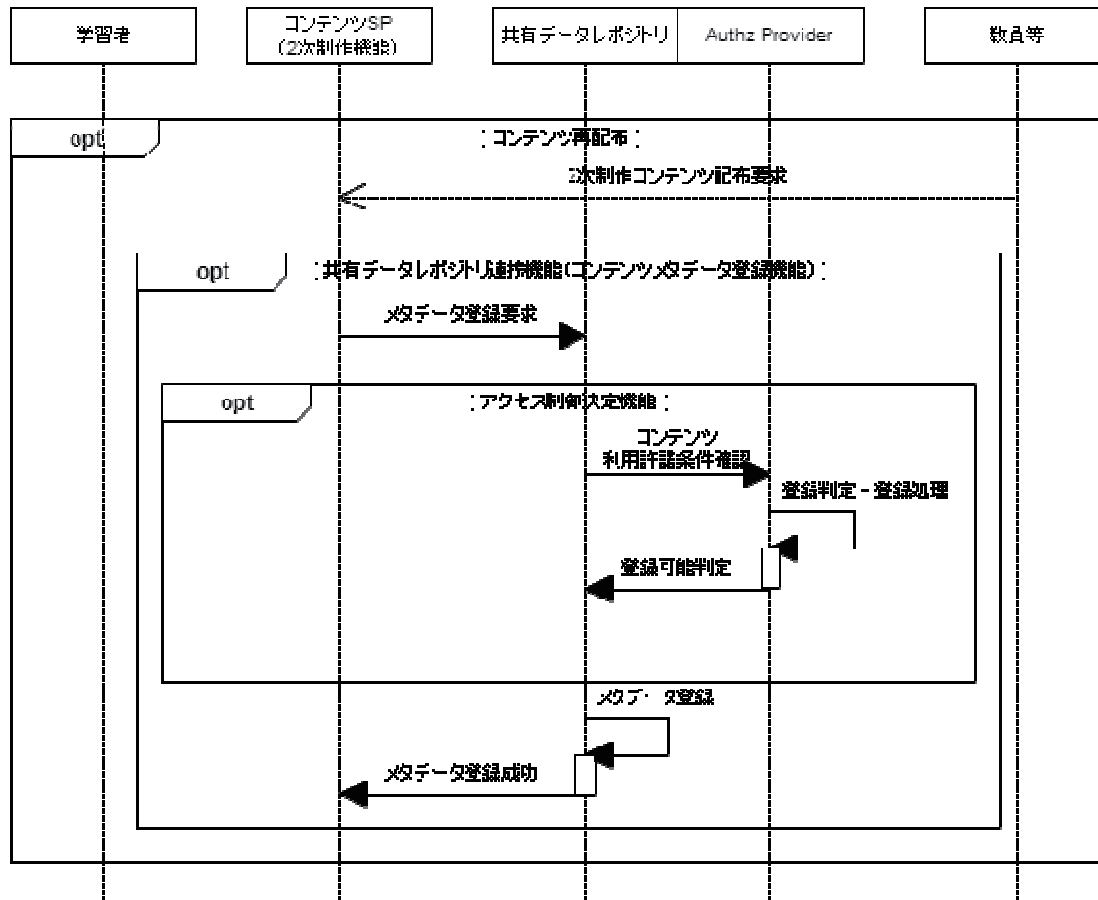 学習者
コンテンツSP
(2次制作機能)
共有データレポジトリ
Authz Provider
教員等
opt
[コンテンツ再配布]
2次制作コンテンツ配布要求
opt
[共有データレポジトリ連携機能(コンテンツメタデータ登録機能)]
メタデータ登録要求
opt
[アクセス制御決定機能]
コンテンツ
利用許諾条件確認
登録判定・登録処理
登録可能判定
メタデータ登録
メタデータ登録成功